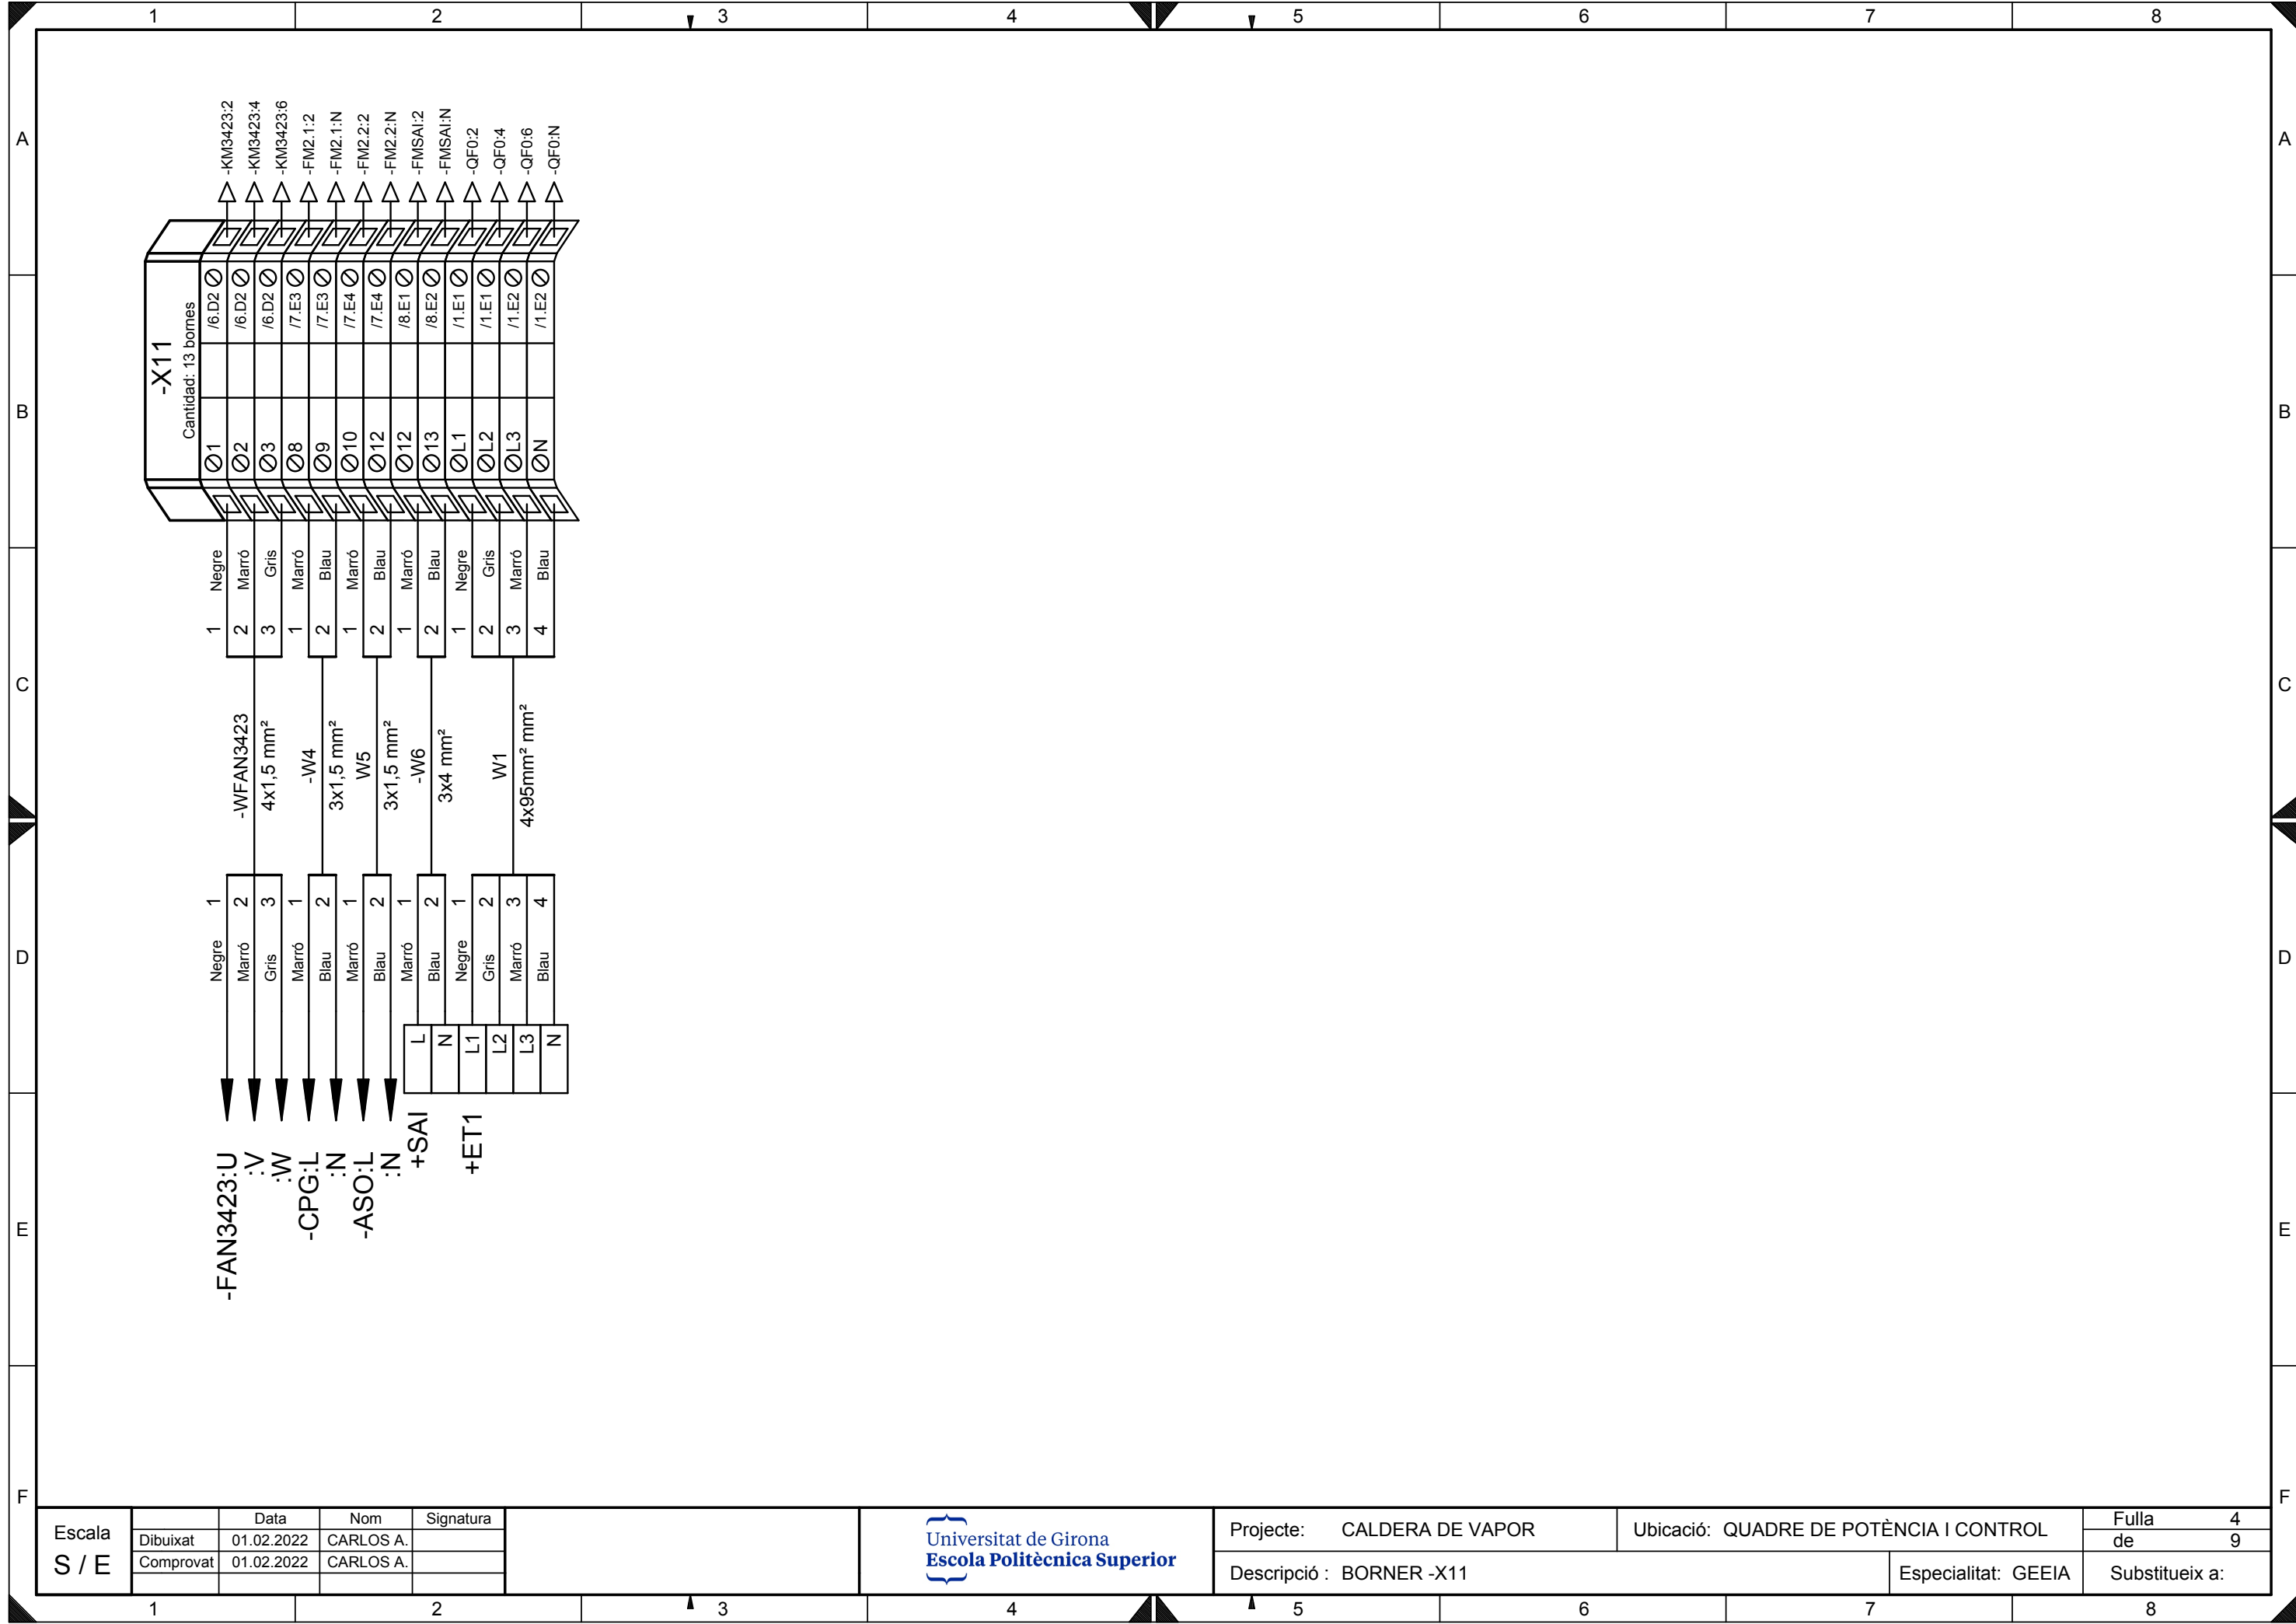 1 2 3 4 5 6 7 8
A A
B B
C C
D D
E E
F F
-KM3423:2
-KM3423:4
-KM3423:6
-FM2.1:2
-FM2.1:N
-FM2.2:2
-FM2.2:N
-FMSAI:2
-FMSAI:N
-QF0:2
-QF0:4
-QF0:6
-QF0:N
-X11
Cantidad: 13 bornes
/6.D2
/6.D2
/6.D2
/7.E3
/7.E3
/7.E4
/7.E4
/8.E1
/8.E2
/1.E1
/1.E1
/1.E2
/1.E2
1
2
3
8
9
10
12
12
13
L1
L2
L3
N
Negre
Marró
Gris
Marró
Blau
Marró
Blau
Marró
Blau
Negre
Gris
Marró
Blau
1
2
3
1
2
1
2
1
2
1
2
3
4
-WFAN3423
4x1,5 mm²
-W4
3x1,5 mm²
W5
3x1,5 mm²
-W6
3x4 mm²
W1
4x95mm² mm²
1
2
3
1
2
1
2
1
2
1
2
3
4
Negre
Marró
Gris
Marró
Blau
Marró
Blau
Marró
Blau
Negre
Gris
Marró
Blau
L
N
L1
L2
L3
N
-FAN3423:U
:V
:W
-CPG:L
:N
-ASO:L
:N
+SAI
+ET1
Escala
S / E
Data Nom Signatura
Dibuixat 01.02.2022 CARLOS A.
Comprovat 01.02.2022 CARLOS A.
Universitat de Girona
Escola Politècnica Superior
Projecte: CALDERA DE VAPOR
Ubicació: QUADRE DE POTÈNCIA I CONTROL
Fulla 4
de 9
Descripció : BORNER -X11
Especialitat: GEEIA
Substitueix a:
1 2 3 4 5 6 7 8